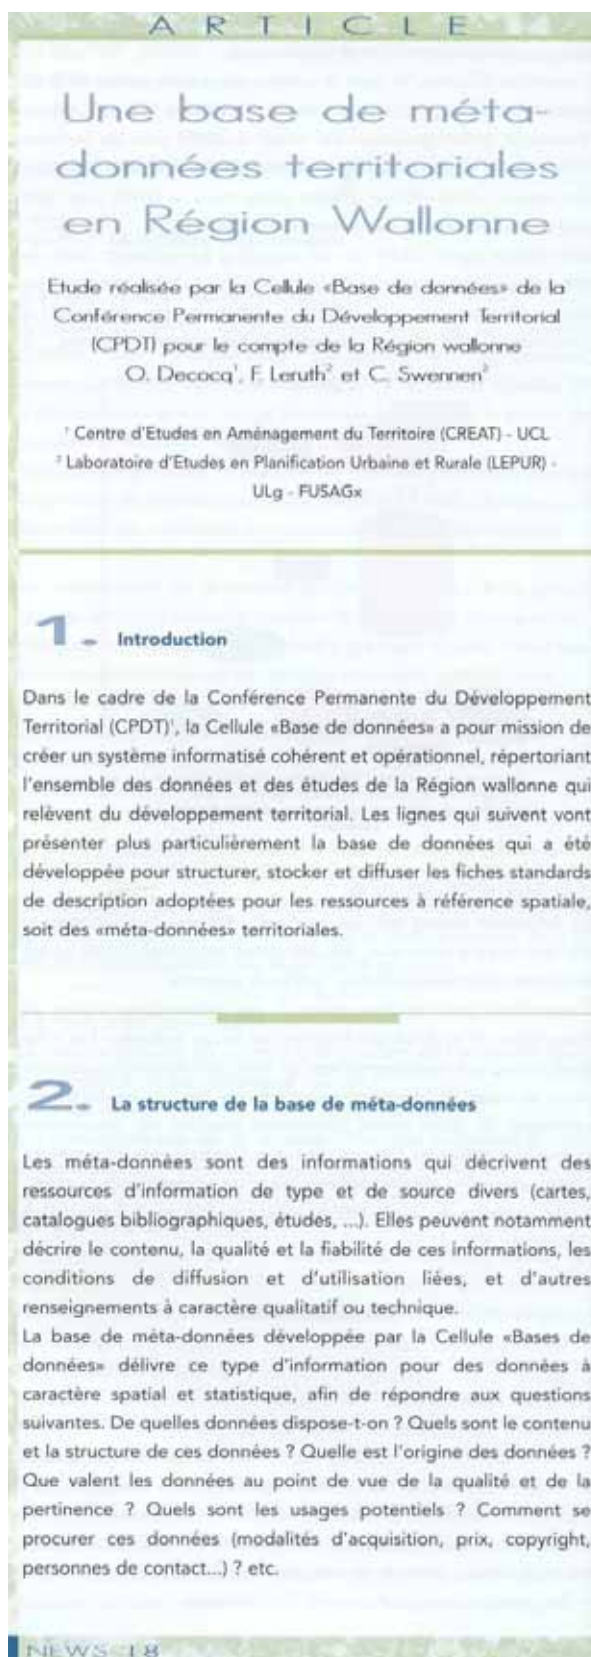 ARTICLE
Une base de méta-
données territoriales
en Région Wallonne
Etude réalisée par la Cellule «Base de données» de la
Conférence Permanente du Développement Territorial
(CPDT) pour le compte de la Région wallonne
O. Decocq¹, F. Leruth² et C. Swennen²
¹ Centre d'Etudes en Aménagement du Territoire (CREAT) - UCL
² Laboratoire d'Etudes en Planification Urbaine et Rurale (LEPUR) -
ULg - FUSAGx
1. Introduction
Dans le cadre de la Conférence Permanente du Développement
Territorial (CPDT)¹, la Cellule «Base de données» a pour mission de
créer un système informatisé cohérent et opérationnel, répertoriant
l'ensemble des données et des études de la Région wallonne qui
relèvent du développement territorial. Les lignes qui suivent vont
présenter plus particulièrement la base de données qui a été
développée pour structurer, stocker et diffuser les fiches standards
de description adoptées pour les ressources à référence spatiale,
soit des «méta-données» territoriales.
2. La structure de la base de méta-données
Les méta-données sont des informations qui décrivent des
ressources d'information de type et de source divers (cartes,
catalogues bibliographiques, études, ...). Elles peuvent notamment
décrire le contenu, la qualité et la fiabilité de ces informations, les
conditions de diffusion et d'utilisation liées, et d'autres
renseignements à caractère qualitatif ou technique.
La base de méta-données développée par la Cellule «Bases de
données» délivre ce type d'information pour des données à
caractère spatial et statistique, afin de répondre aux questions
suivantes. De quelles données dispose-t-on ? Quels sont le contenu
et la structure de ces données ? Quelle est l'origine des données ?
Que valent les données au point de vue de la qualité et de la
pertinence ? Quels sont les usages potentiels ? Comment se
procurer ces données (modalités d'acquisition, prix, copyright,
personnes de contact...) ? etc.
NEWS 18